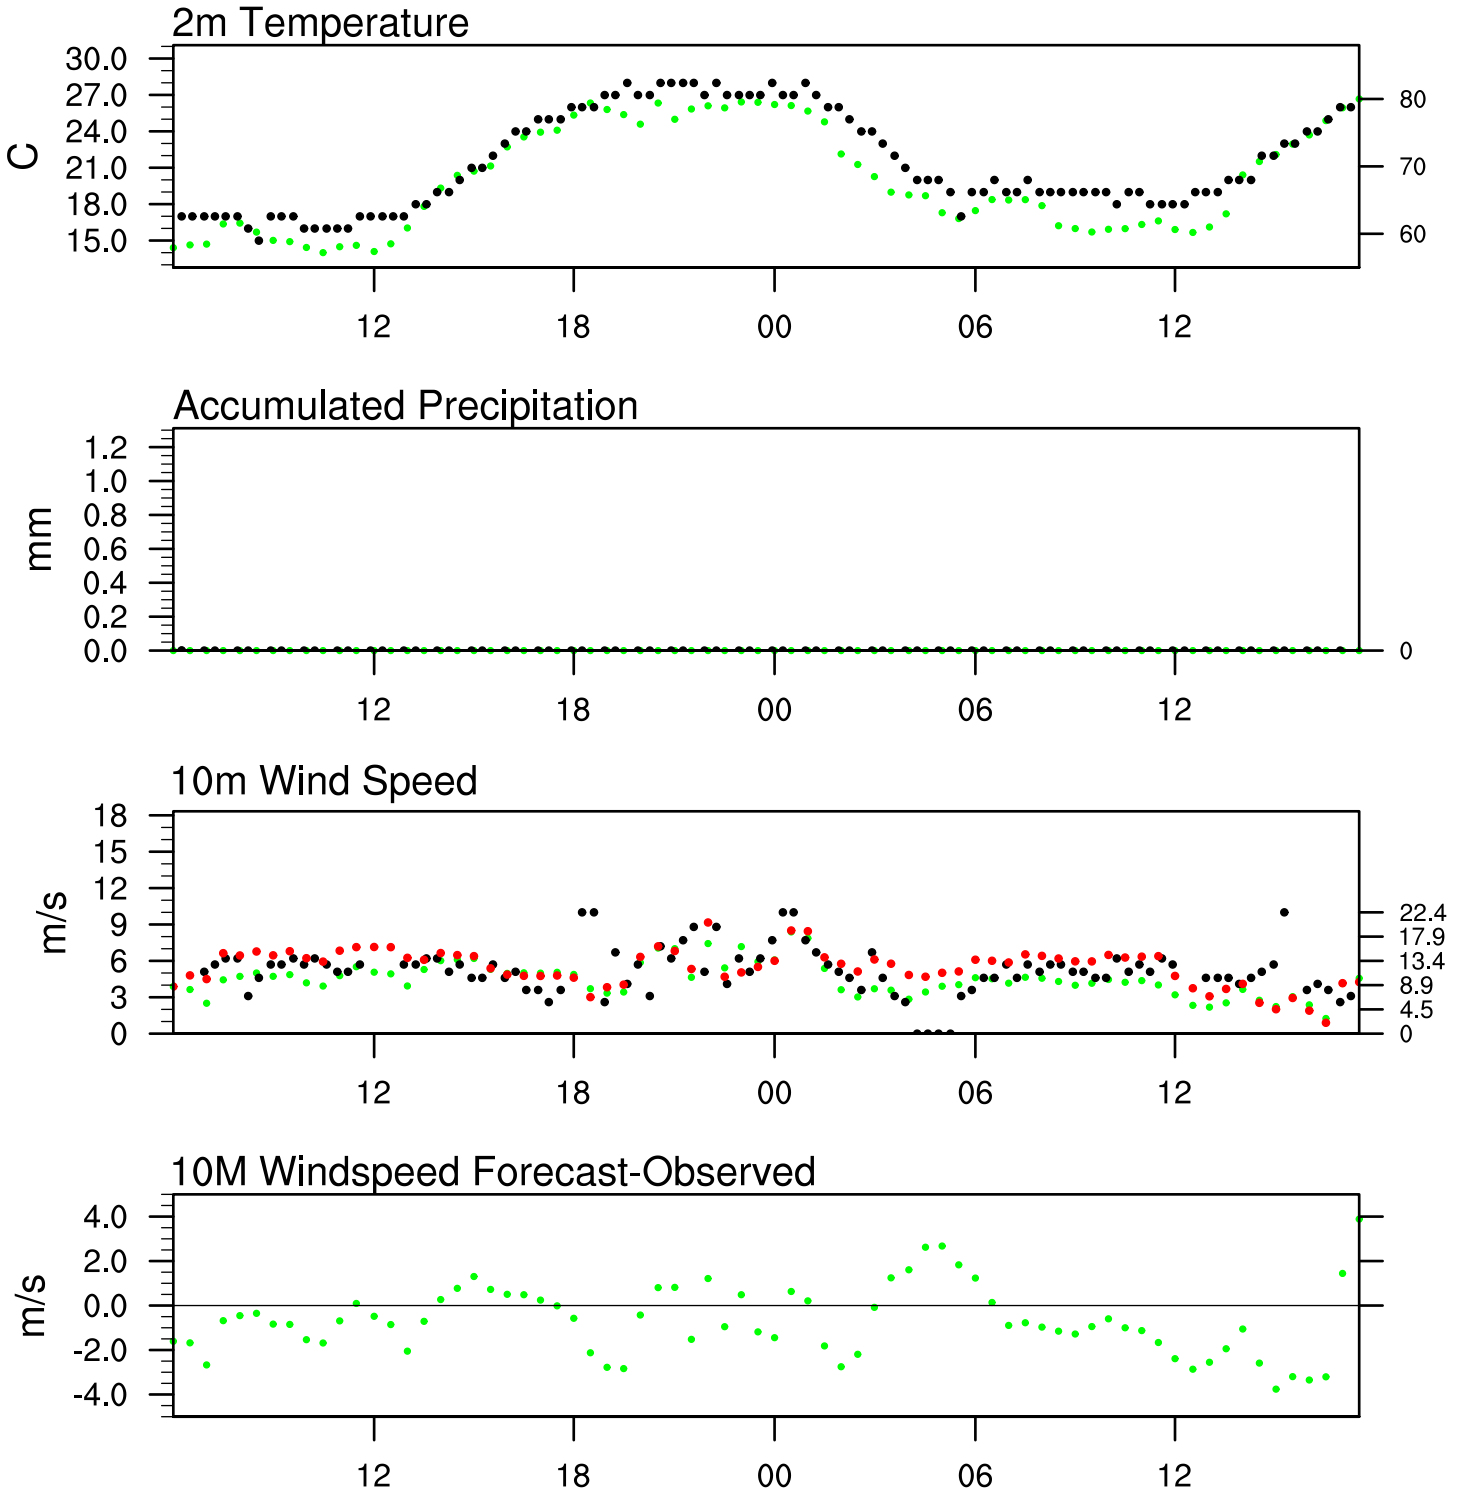 2m Temperature
30.0
27.0
24.0
21.0
18.0
15.0
C
80
70
60
12 18 00 06 12
Accumulated Precipitation
1.2
1.0
0.8
0.6
0.4
0.2
0.0
mm
0
12 18 00 06 12
10m Wind Speed
18
15
12
9
6
3
0
m/s
22.4
17.9
13.4
8.9
4.5
0
12 18 00 06 12
10M Windspeed Forecast-Observed
4.0
2.0
0.0
-2.0
-4.0
m/s
12 18 00 06 12